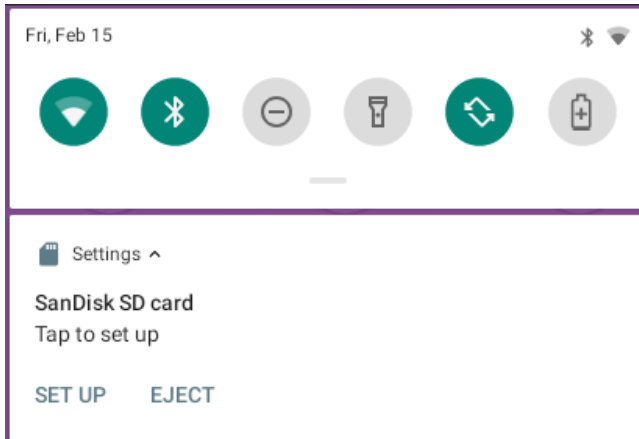 Fri, Feb 15
Settings
SanDisk SD card
Tap to set up
SET UP EJECT